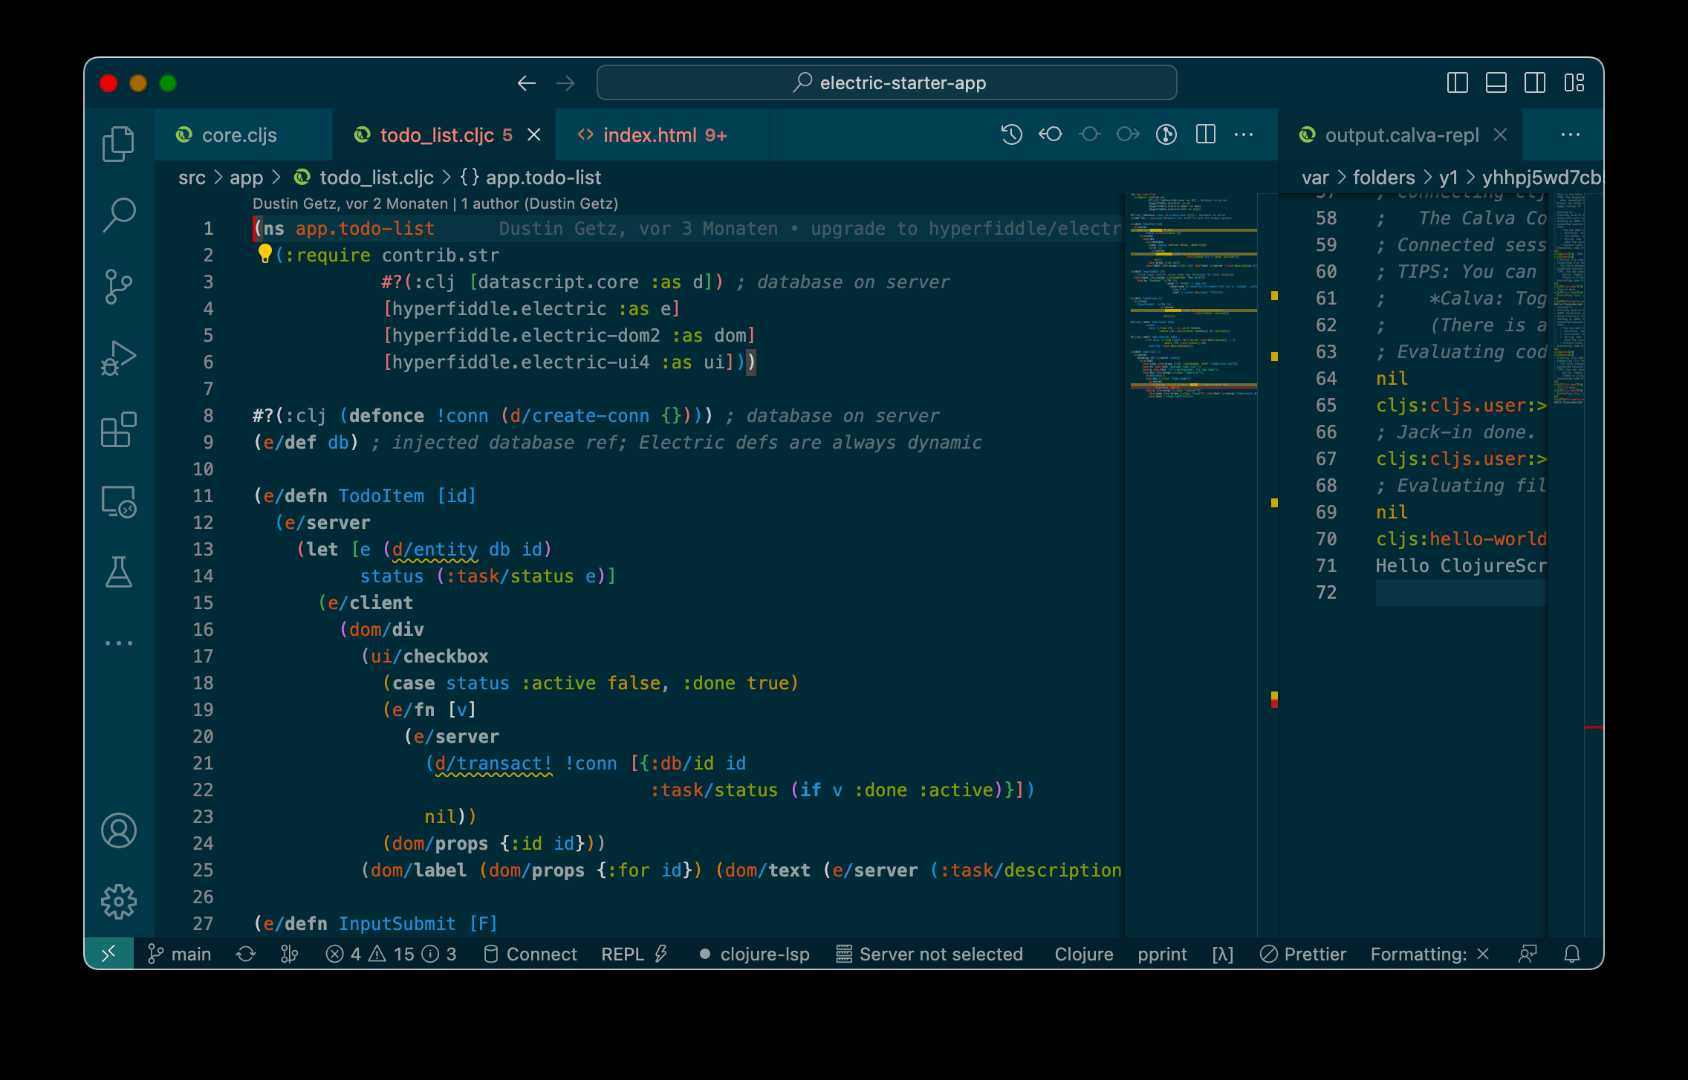 electric-starter-app
core.cljs
todo_list.cljc 5
index.html 9+
output.calva-repl
src > app > todo_list.cljc > {} app.todo-list
Dustin Getz, vor 2 Monaten | 1 author (Dustin Getz)
1 (ns app.todo-list Dustin Getz, vor 3 Monaten • upgrade to hyperfiddle/electr
2 (:require contrib.str
3 #?(:clj [datascript.core :as d]) ; database on server
4 [hyperfiddle.electric :as e]
5 [hyperfiddle.electric-dom2 :as dom]
6 [hyperfiddle.electric-ui4 :as ui]))
7
8 #?(:clj (defonce !conn (d/create-conn {}))) ; database on server
9 (e/def db) ; injected database ref; Electric defs are always dynamic
10
11 (e/defn TodoItem [id]
12 (e/server
13 (let [e (d/entity db id)
14 status (:task/status e)]
15 (e/client
16 (dom/div
17 (ui/checkbox
18 (case status :active false, :done true)
19 (e/fn [v]
20 (e/server
21 (d/transact! !conn [{:db/id id
22 :task/status (if v :done :active)}])
23 nil))
24 (dom/props {:id id}))
25 (dom/label (dom/props {:for id}) (dom/text (e/server (:task/description
26
27 (e/defn InputSubmit [F]
var > folders > y1 > yhhpj5wd7cb
58 ; The Calva Co
59 ; Connected sess
60 ; TIPS: You can
61 ; *Calva: Tog
62 ; (There is a
63 ; Evaluating cod
64 nil
65 cljs:cljs.user:>
66 ; Jack-in done.
67 cljs:cljs.user:>
68 ; Evaluating fil
69 nil
70 cljs:hello-world
71 Hello ClojureScr
72
main 4 15 3 Connect REPL clojure-lsp Server not selected Clojure pprint [λ] Prettier Formatting: ×